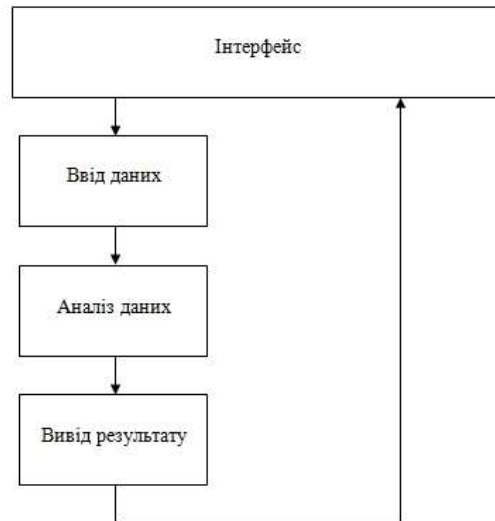 Інтерфейс
Ввід даних
Аналіз даних
Вивід результату